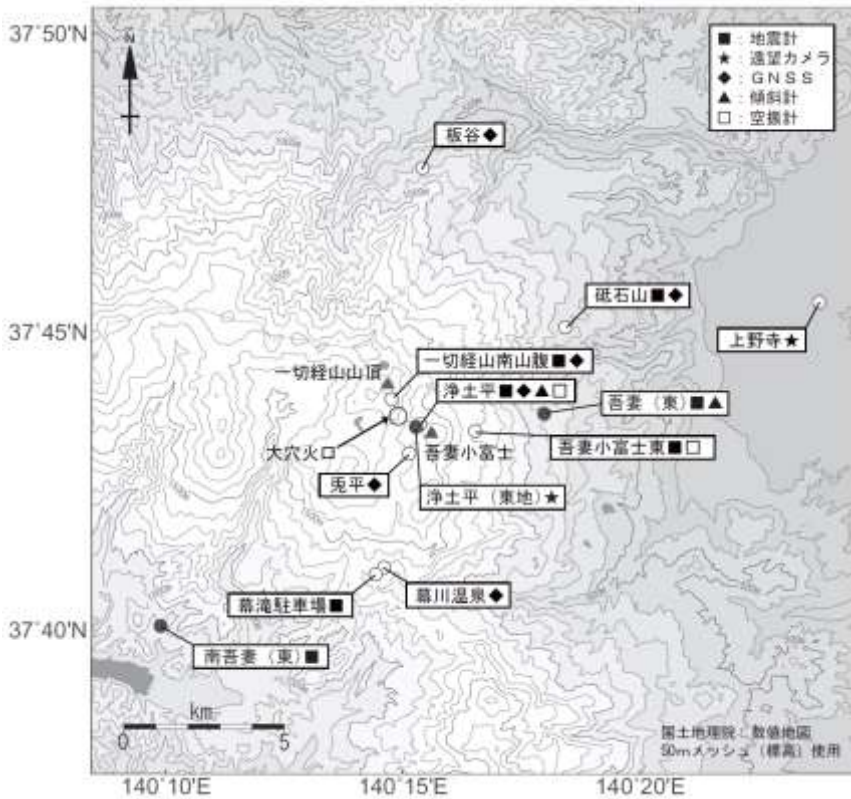 37°50'N
N
■：地震計
★：遠望カメラ
◆：GNSS
▲：傾斜計
□：空振計
板谷◆
砥石山■◆
37°45'N
上野寺★
一切経山南山腹■◆
一切経山山頂
浄土平■◆▲□
吾妻（東）■▲
大穴火口
吾妻小富士
吾妻小富士東■□
兎平◆
浄土平（東地）★
幕滝駐車場■
幕川温泉◆
37°40'N
南吾妻（東）■
km
0
5
国土地理院：数値地図
50mメッシュ（標高）使用
140°10'E
140°15'E
140°20'E